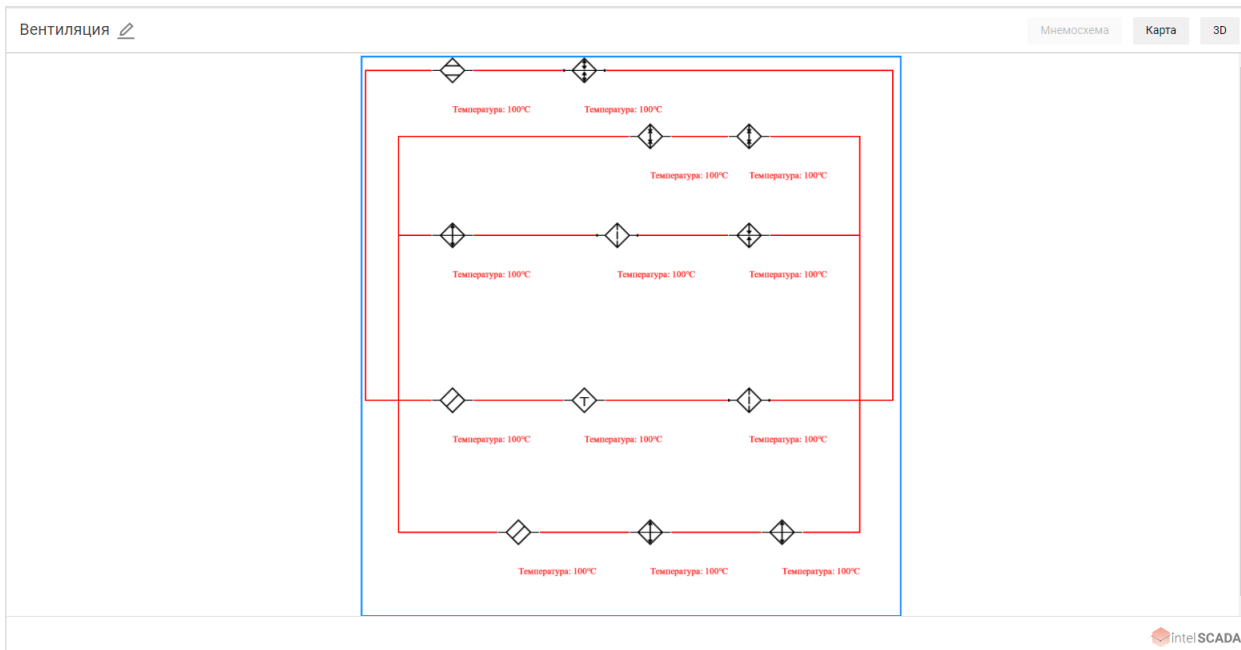 Вентиляция
Мнемосхема Карта 3D
Температура: 100°C Температура: 100°C
Температура: 100°C Температура: 100°C
Температура: 100°C Температура: 100°C Температура: 100°C
T
Температура: 100°C Температура: 100°C Температура: 100°C
Температура: 100°C Температура: 100°C Температура: 100°C
intelSCADA